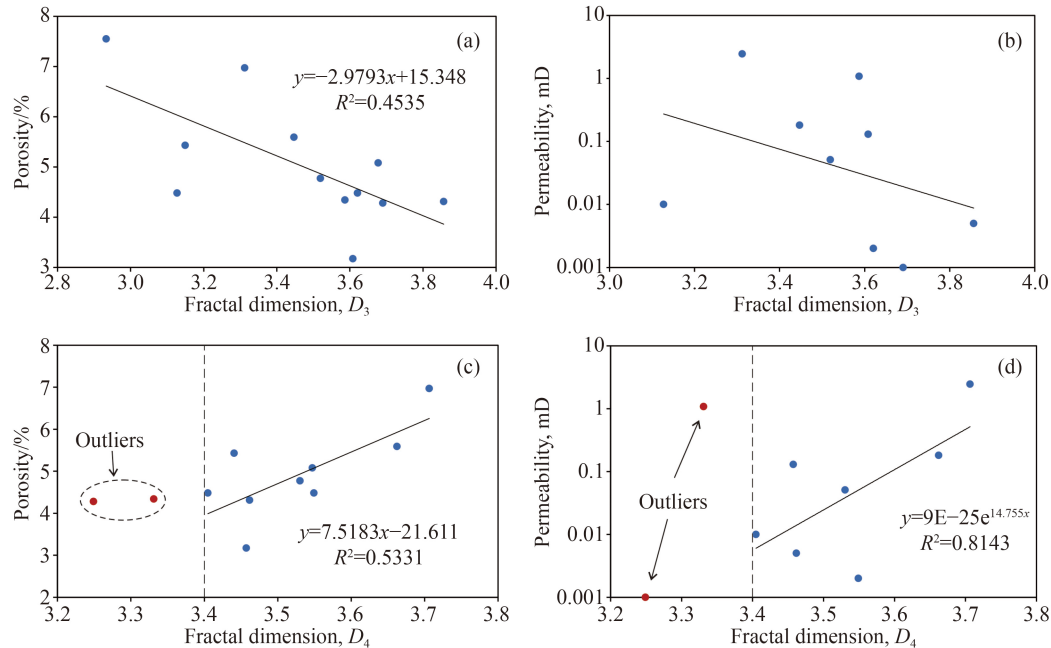 8
7
6
5
4
3
Porosity/%
(a)
y=−2.9793x+15.348
R²=0.4535
2.8 3.0 3.2 3.4 3.6 3.8 4.0
Fractal dimension, D₃
10
1
0.1
0.01
0.001
Permeability, mD
(b)
3.0 3.2 3.4 3.6 3.8 4.0
Fractal dimension, D₃
8
7
6
5
4
3
2
Porosity/%
(c)
Outliers
y=7.5183x−21.611
R²=0.5331
3.2 3.3 3.4 3.5 3.6 3.7 3.8
Fractal dimension, D₄
10
1
0.1
0.01
0.001
Permeability, mD
(d)
Outliers
y=9E−25e^14.755x
R²=0.8143
3.2 3.3 3.4 3.5 3.6 3.7 3.8
Fractal dimension, D₄